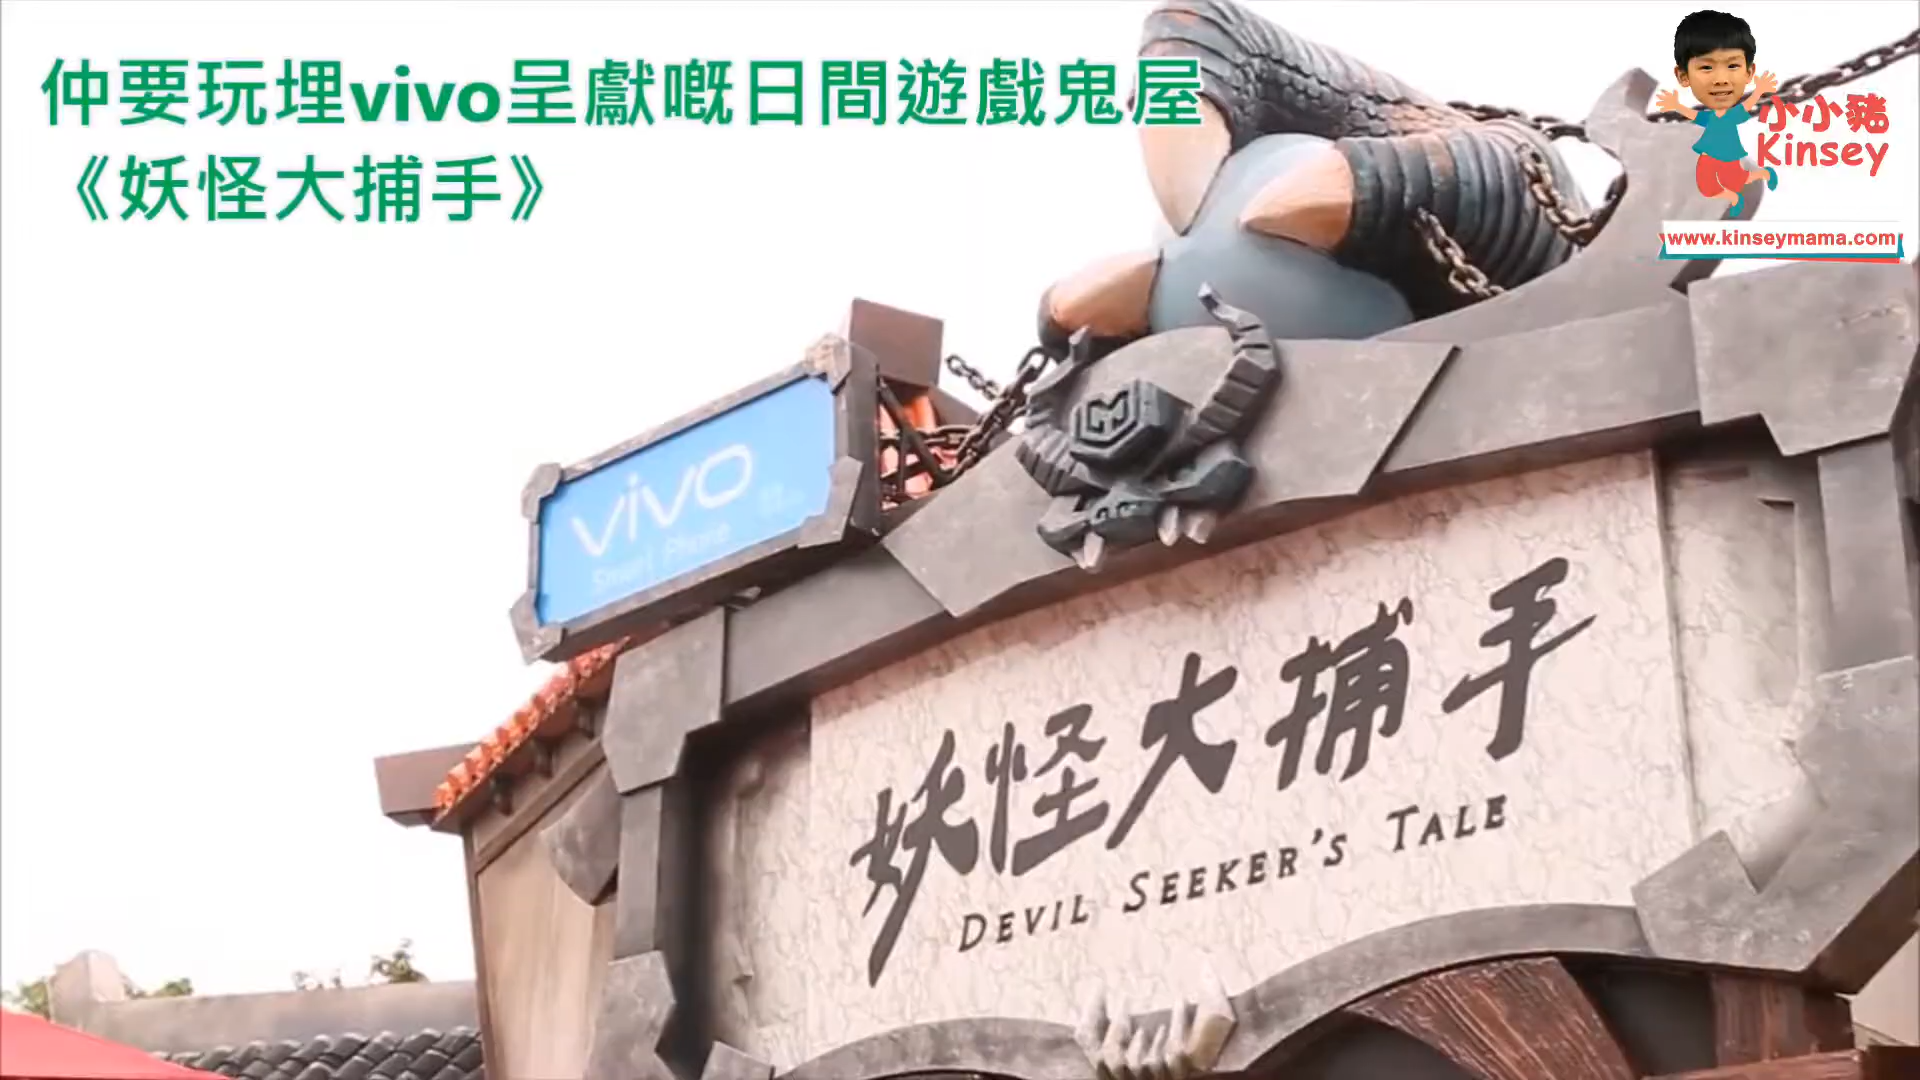 仲要玩埋vivo呈獻嘅日間遊戲鬼屋
《妖怪大捕手》
小小豬
Kinsey
www.kinseymama.com
vivo
Smart Phone
妖怪大捕手
DEVIL SEEKER'S TALE